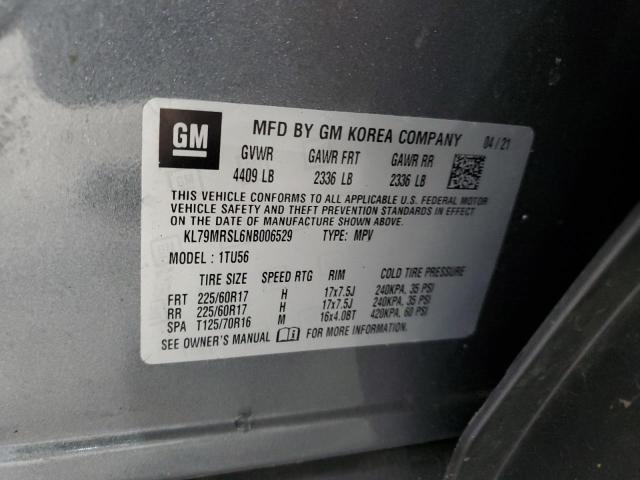 GM MFD BY GM KOREA COMPANY 04 / 21
GVWR GAWR FRT GAWR RR
4409 LB 2336 LB 2336 LB
THIS VEHICLE CONFORMS TO ALL APPLICABLE U.S. FEDERAL MOTOR
VEHICLE SAFETY AND THEFT PREVENTION STANDARDS IN EFFECT ON THE
DATE OF MANUFACTURE SHOWN ABOVE.
KL79MRSL6NB006529 TYPE: MPV
MODEL : 1TU56
TIRE SIZE SPEED RTG RIM COLD TIRE PRESSURE
FRT 225/60R17 H 17x7.5J 240KPA, 35 PSI
RR 225/60R17 H 17x7.5J 240KPA, 35 PSI
SPA T125/70R16 M 16x4.0BT 420KPA, 60 PSI
SEE OWNER'S MANUAL FOR MORE INFORMATION.